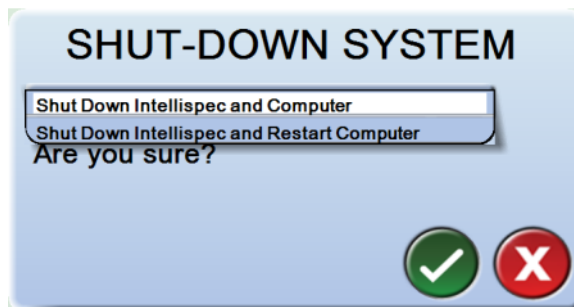 SHUT-DOWN SYSTEM
Shut Down Intellispec and Computer
Shut Down Intellispec and Restart Computer
Are you sure?